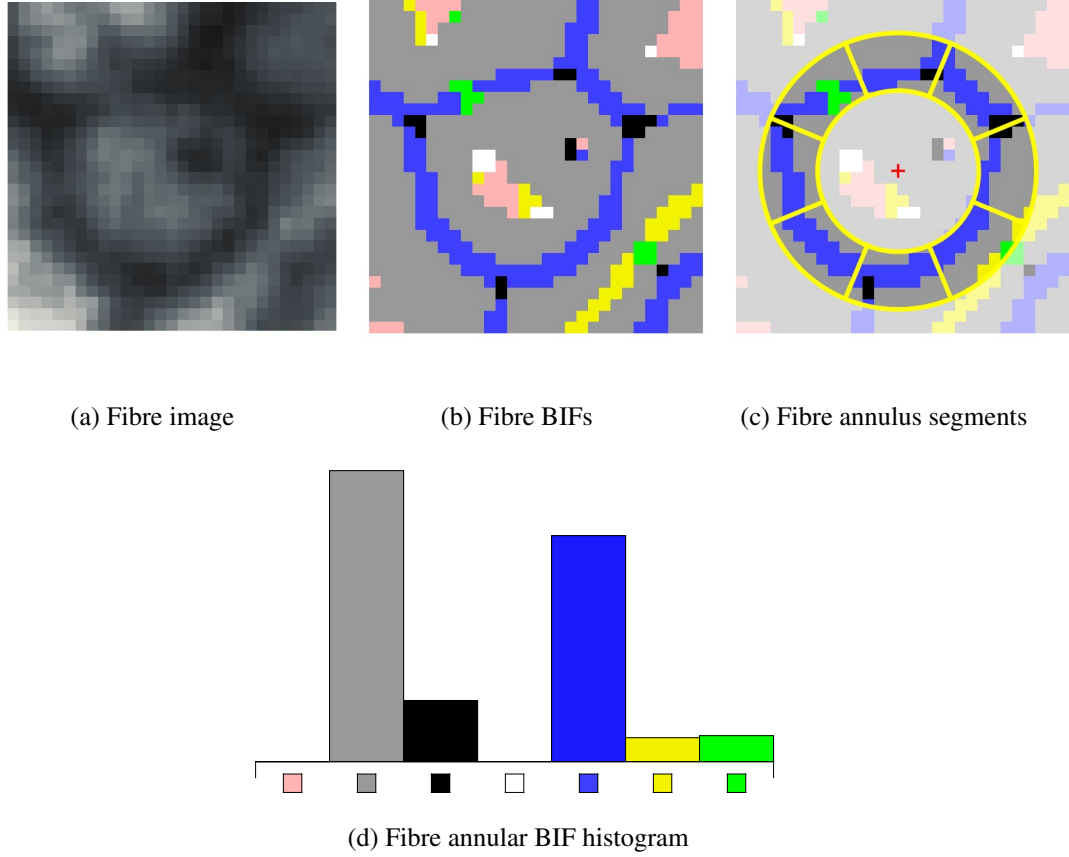 (a) Fibre image
(b) Fibre BIFs
(c) Fibre annulus segments
(d) Fibre annular BIF histogram